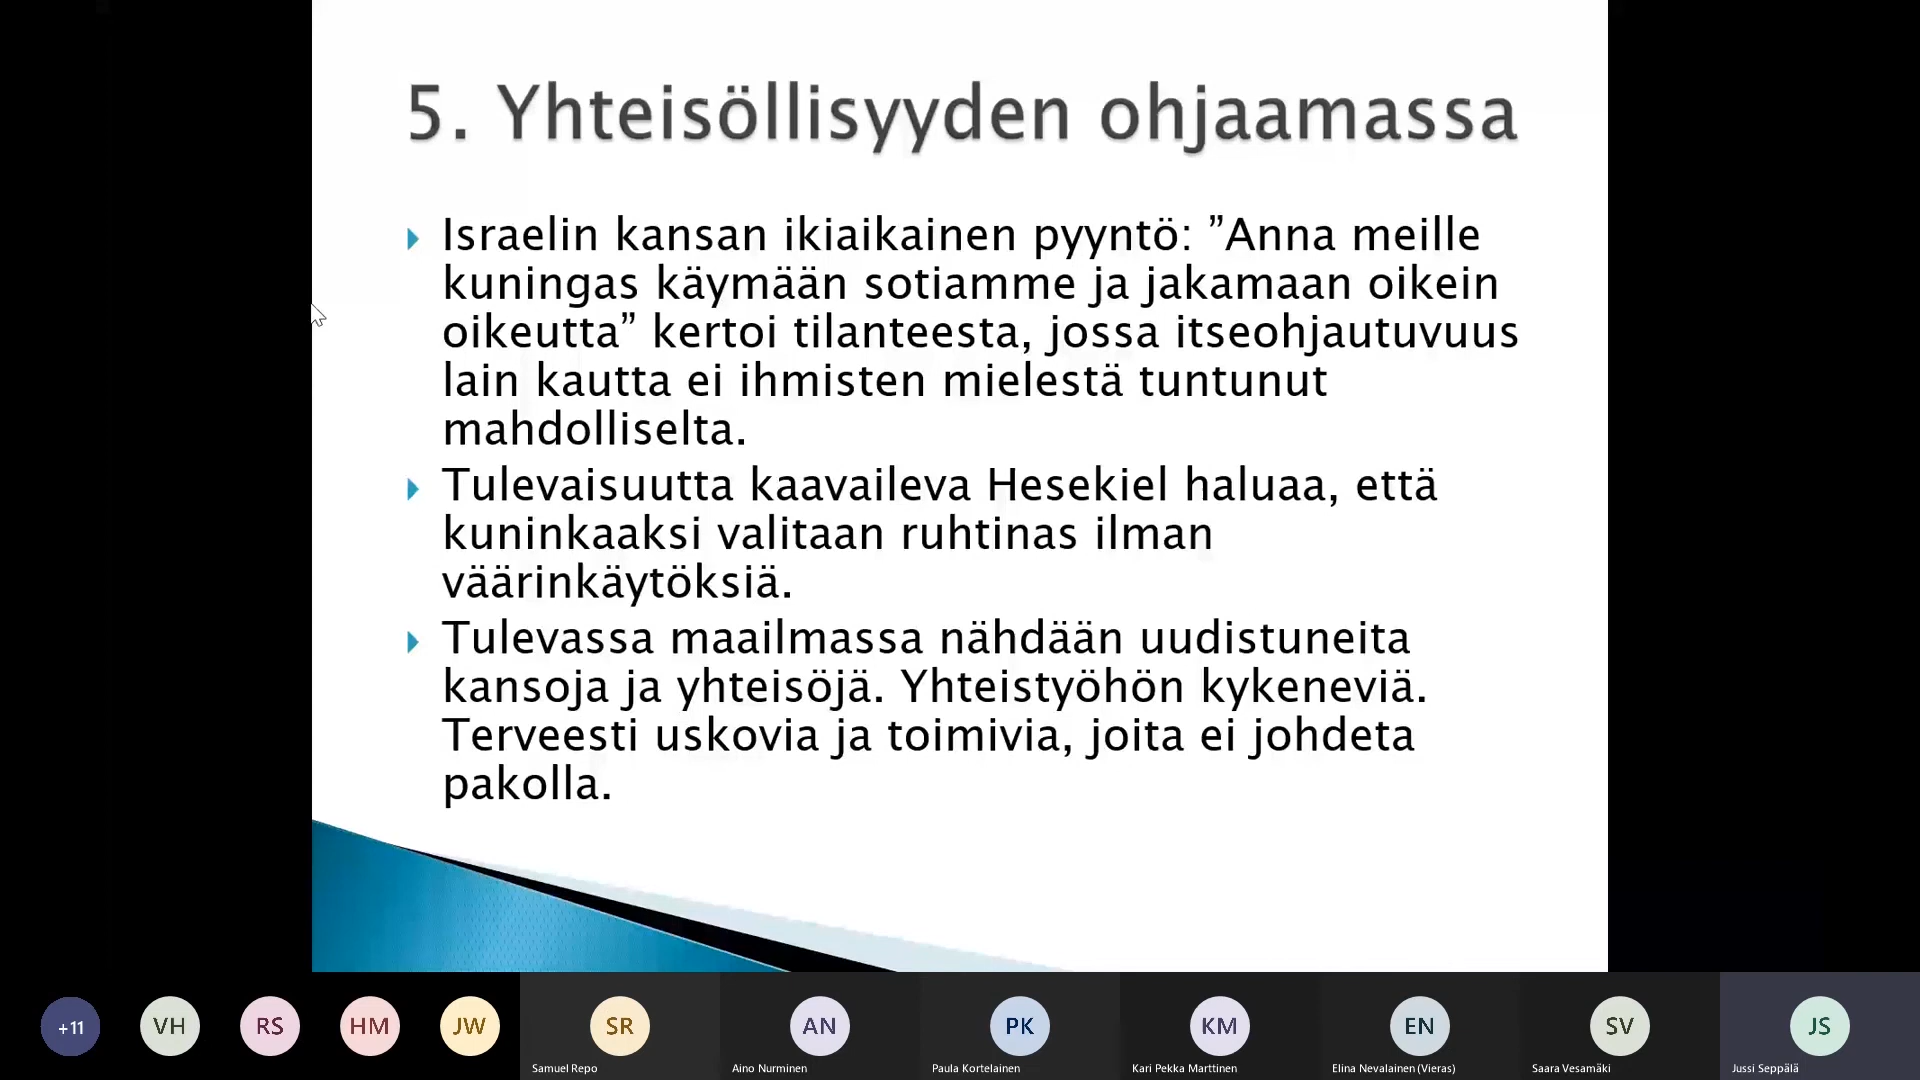 5. Yhteisöllisyyden ohjaamassa
Israelin kansan ikiaikainen pyyntö: ”Anna meille
kuningas käymään sotiamme ja jakamaan oikein
oikeutta” kertoi tilanteesta, jossa itseohjautuvuus
lain kautta ei ihmisten mielestä tuntunut
mahdolliselta.
Tulevaisuutta kaavaileva Hesekiel haluaa, että
kuninkaaksi valitaan ruhtinas ilman
väärinkäytöksiä.
Tulevassa maailmassa nähdään uudistuneita
kansoja ja yhteisöjä. Yhteistyöhön kykeneviä.
Terveesti uskovia ja toimivia, joita ei johdeta
pakolla.
+11 VH RS HM JW SR AN PK KM EN SV JS
Samuel Repo Aino Nurminen Paula Kortelainen Kari Pekka Marttinen Elina Nevalainen (Vieras) Saara Vesamäki Jussi Seppälä